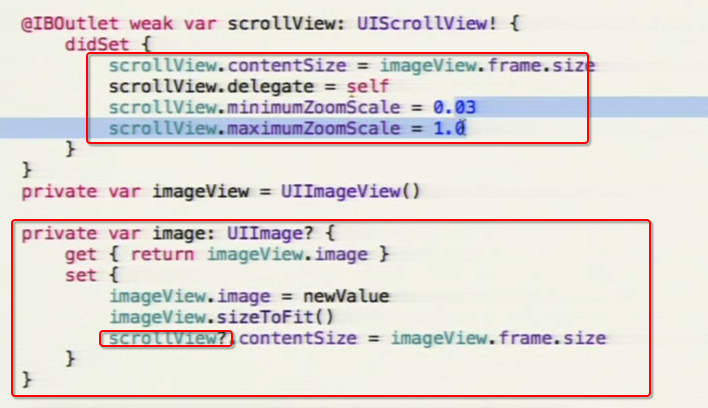 @IBOutlet weak var scrollView: UIScrollView! {
didSet {
scrollView.contentSize = imageView.frame.size
scrollView.delegate = self
scrollView.minimumZoomScale = 0.03
scrollView.maximumZoomScale = 1.0
}
}
private var imageView = UIImageView()
private var image: UIImage? {
get { return imageView.image }
set {
imageView.image = newValue
imageView.sizeToFit()
scrollView?.contentSize = imageView.frame.size
}
}